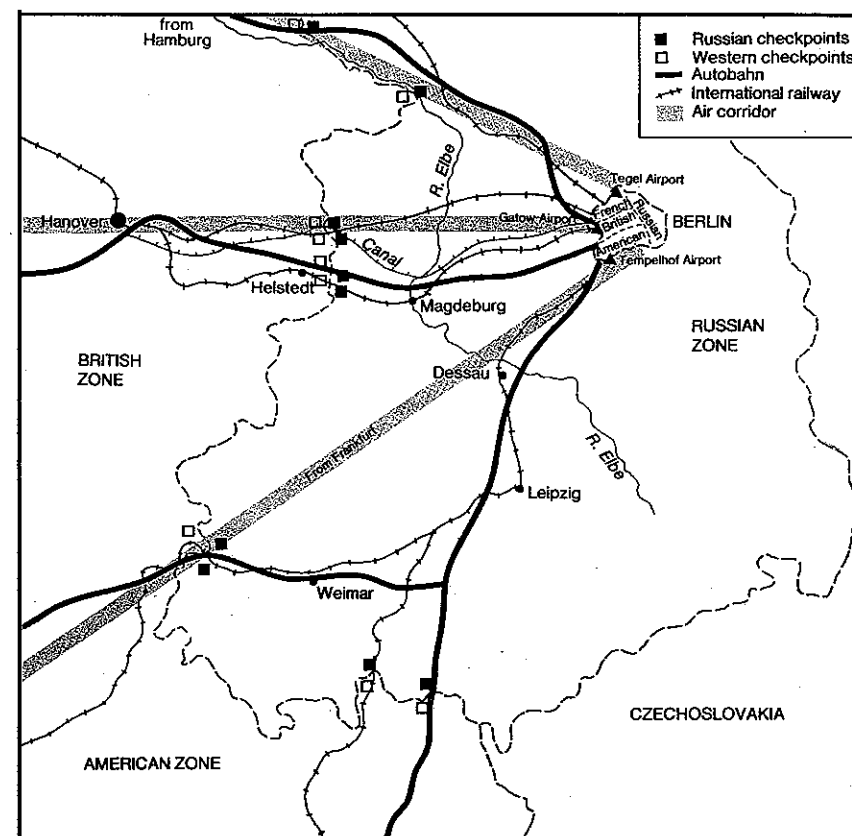 from
Hamburg
Russian checkpoints
Western checkpoints
Autobahn
International railway
Air corridor
R. Elbe
Tegel Airport
Hanover
Gatow Airport
French
British
American
Russian
BERLIN
Canal
Tempelhof Airport
Helstedt
Magdeburg
RUSSIAN
ZONE
BRITISH
ZONE
Dessau
From Frankfurt
R. Elbe
Leipzig
Weimar
CZECHOSLOVAKIA
AMERICAN ZONE